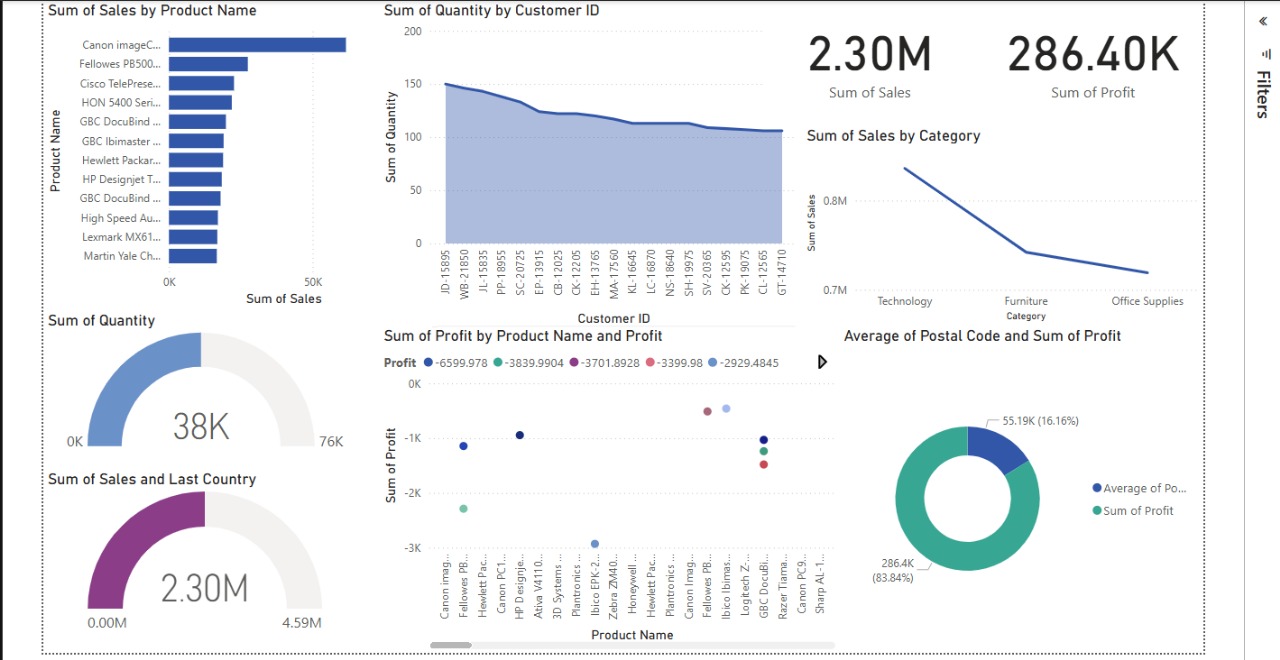 Sum of Sales by Product Name
Product Name
Canon imageC...
Fellowes PB500...
Cisco TelePrese...
HON 5400 Seri...
GBC DocuBind ...
GBC Ibimaster ...
Hewlett Packar...
HP Designjet T...
GBC DocuBind ...
High Speed Au...
Lexmark MX61...
Martin Yale Ch...
0K 50K
Sum of Sales
Sum of Quantity by Customer ID
Sum of Quantity
200
150
100
50
0
JD-15895
WB-21850
JL-15835
PP-18955
SC-20725
EP-13915
CB-12025
CK-12205
EH-13765
MA-17560
KL-16645
LC-16870
NS-18640
SH-19975
SV-20365
CK-12595
PK-19075
CL-12565
GT-14710
Customer ID
2.30M
Sum of Sales
286.40K
Sum of Profit
Filters
Sum of Sales by Category
Sum of Sales
0.8M
0.7M
Technology Furniture Office Supplies
Category
Sum of Quantity
38K
0K 76K
Sum of Sales and Last Country
2.30M
0.00M 4.59M
Sum of Profit by Product Name and Profit
Profit -6599.978 -3839.9904 -3701.8928 -3399.98 -2929.4845
Sum of Profit
0K
-1K
-2K
-3K
Canon imag...
Fellowes PB...
Hewlett Pac...
Canon PC1...
HP Designje...
Ativa V4110...
3D Systems ...
Plantronics ...
Ibico EPK-2...
Zebra ZM40...
Honeywell ...
Hewlett Pac...
Plantronics ...
Canon Imag...
Fellowes PB...
Ibico Ibimas...
Logitech Z-...
GBC DocuBi...
Razer Tiama...
Canon PC9...
Sharp AL-1...
Product Name
Average of Postal Code and Sum of Profit
55.19K (16.16%)
286.4K
(83.84%)
Average of Po...
Sum of Profit